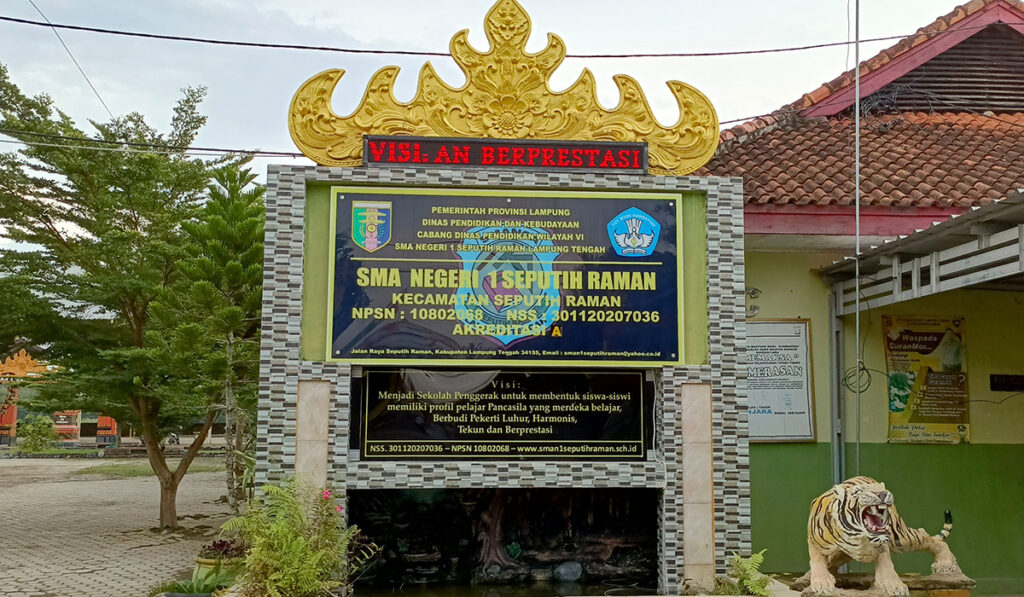 VISI: AN BERPRESTASI
PEMERINTAH PROVINSI LAMPUNG
DINAS PENDIDIKAN DAN KEBUDAYAAN
CABANG DINAS PENDIDIKAN WILAYAH VI
SMA NEGERI 1 SEPUTIH RAMAN LAMPUNG TENGAH
SMA NEGERI 1 SEPUTIH RAMAN
KECAMATAN SEPUTIH RAMAN
NPSN : 10802068 NSS : 301120207036
AKREDITASI A
Jalan Raya Seputih Raman, Kabupaten Lampung Tengah 34155, Email : sman1seputihraman@yahoo.co.id
Visi:
Menjadi Sekolah Penggerak untuk membentuk siswa-siswi
memiliki profil pelajar Pancasila yang merdeka belajar,
Berbudi Pekerti Luhur, Harmonis,
Tekun dan Berprestasi
NSS. 301120207036 – NPSN 10802068 – www.sman1seputihraman.sch.id
MEMAKSA"
MERASAN
NJARA
Waspada
CuranMor...